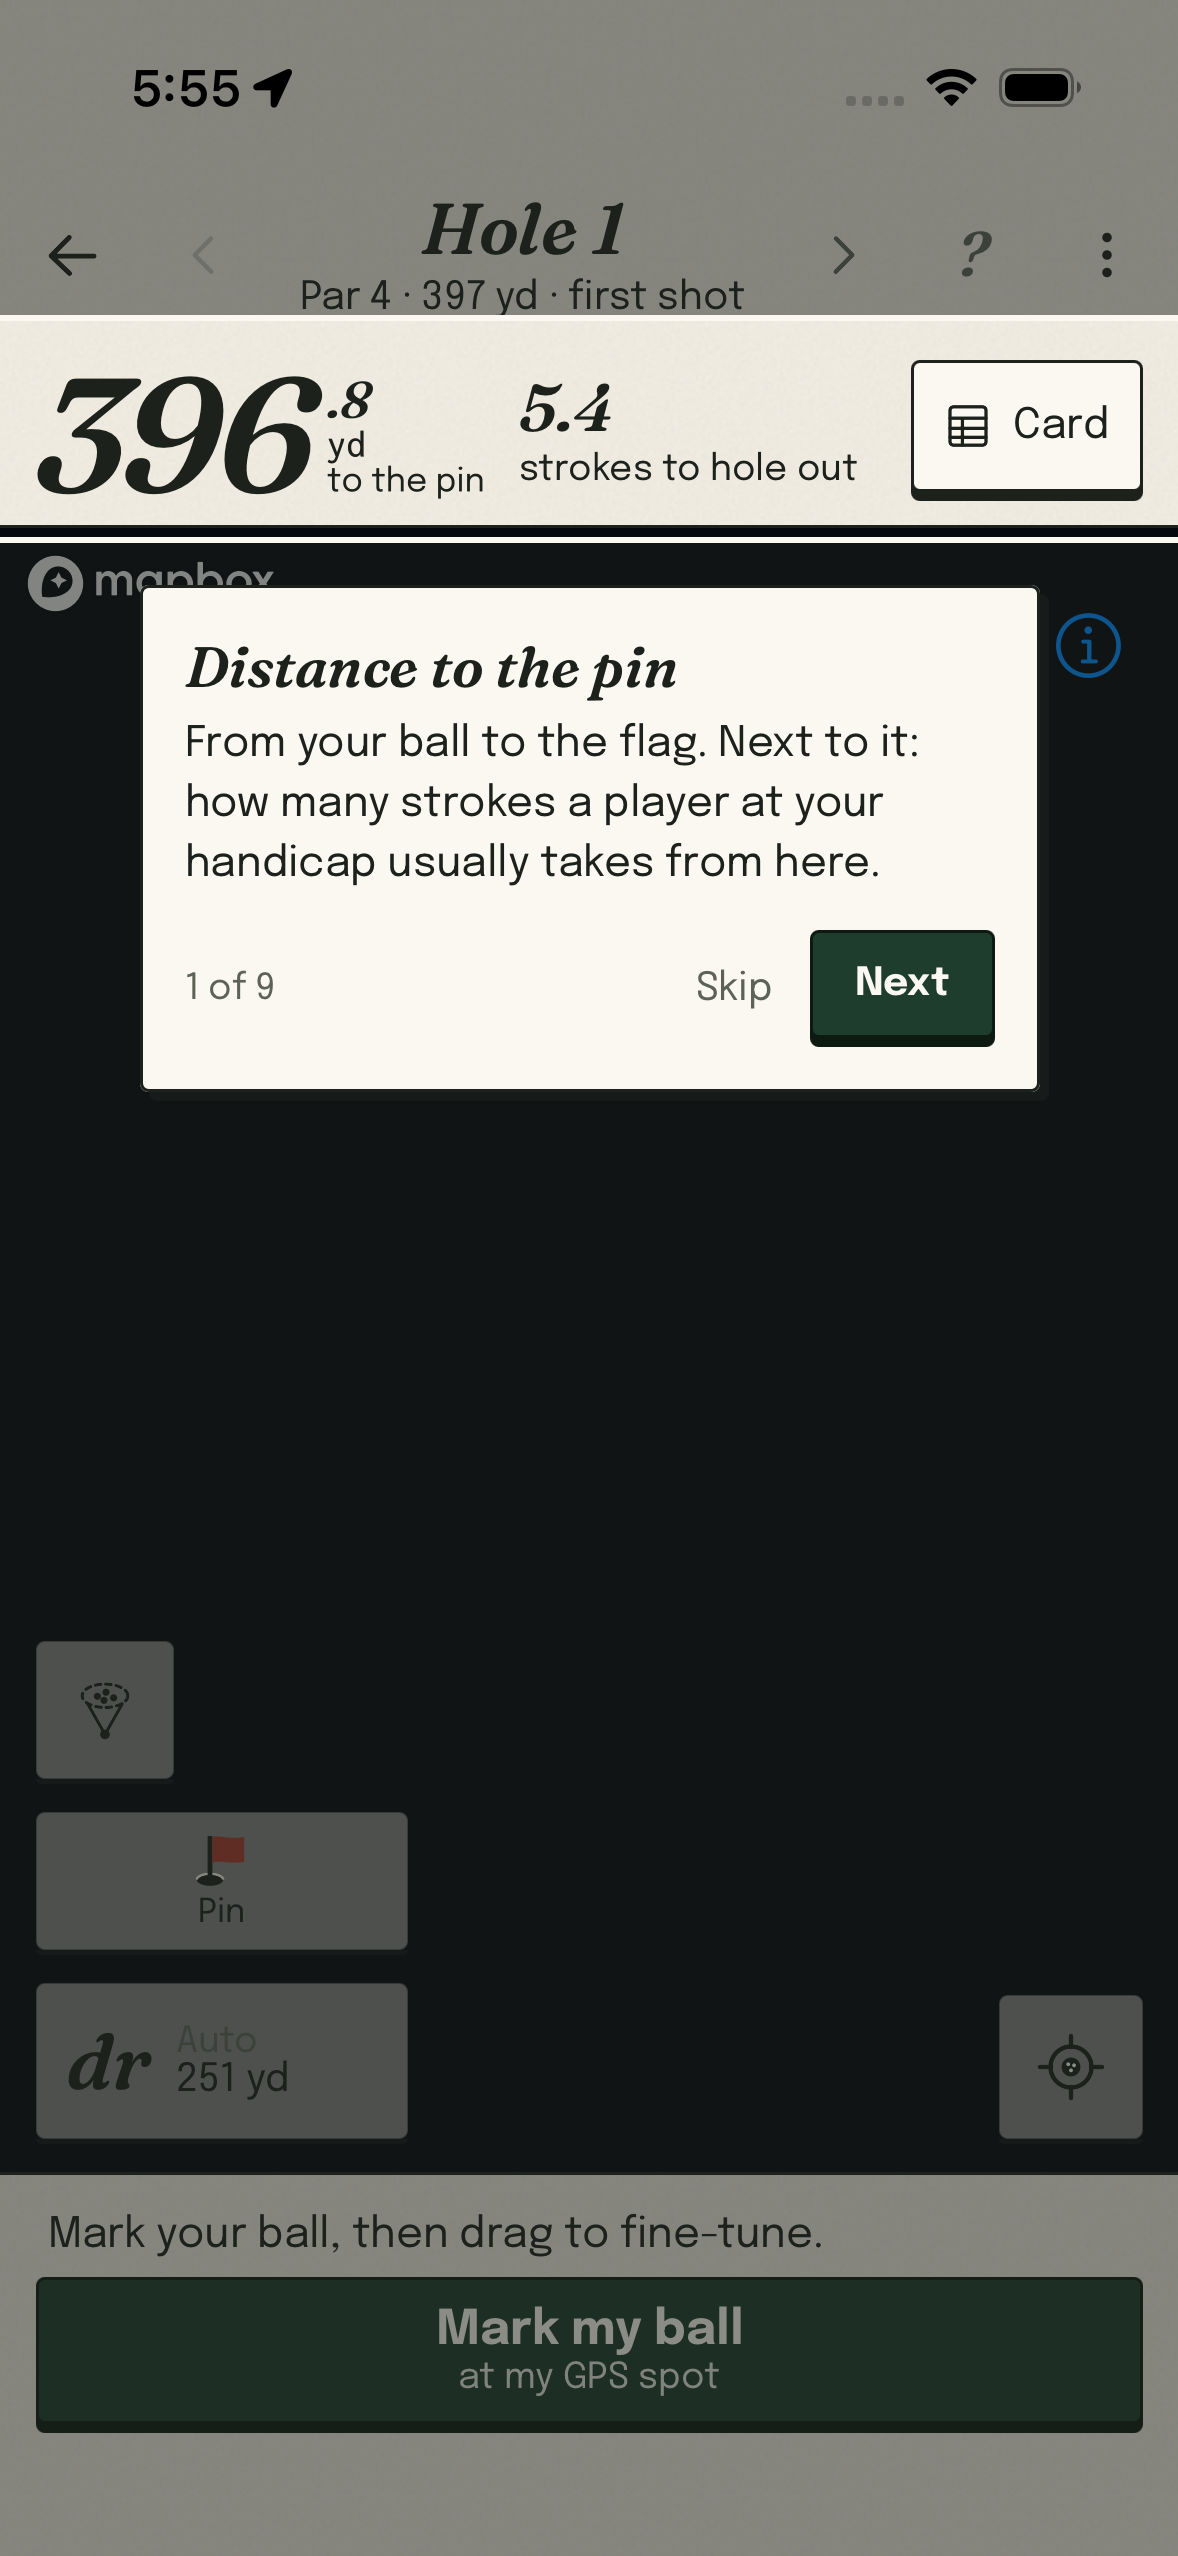 5:55
Hole 1
?
Par 4 · 397 yd · first shot
396.8
yd
to the pin
5.4
strokes to hole out
Card
mapbox
Distance to the pin
From your ball to the flag. Next to it:
how many strokes a player at your
handicap usually takes from here.
1 of 9
Skip
Next
Pin
dr
Auto
251 yd
Mark your ball, then drag to fine-tune.
Mark my ball
at my GPS spot